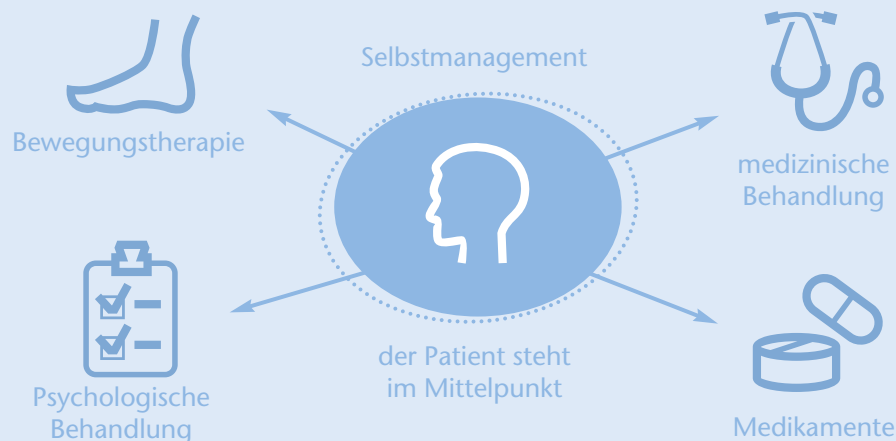 Selbstmanagement
Bewegungstherapie
medizinische
Behandlung
der Patient steht
im Mittelpunkt
Psychologische
Behandlung
Medikamente